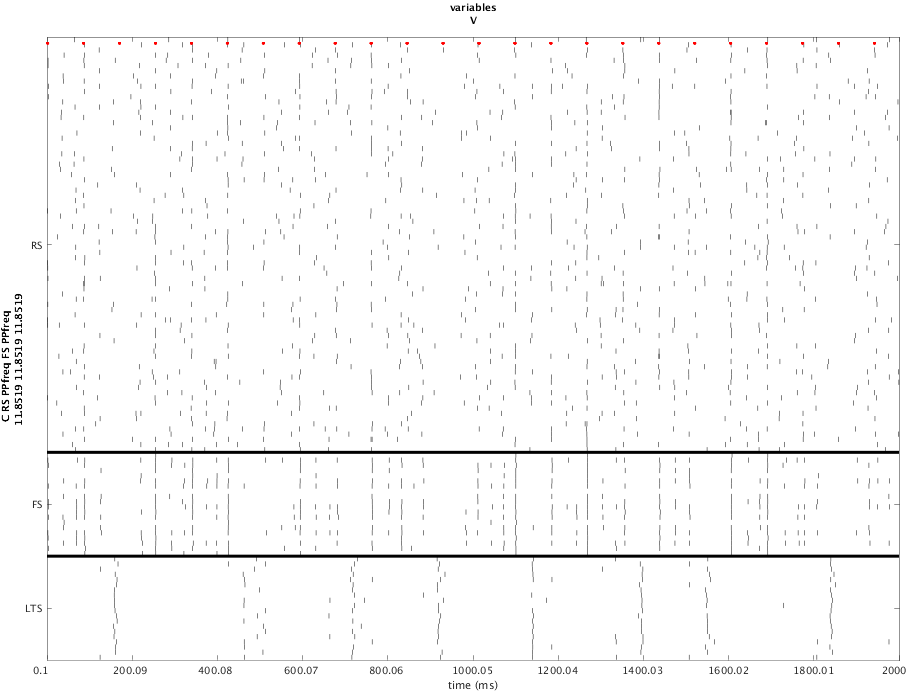 variables
V
C RS PPfreq FS PPfreq
11.8519 11.8519 11.8519
RS
FS
LTS
0.1 200.09 400.08 600.07 800.06 1000.05 1200.04 1400.03 1600.02 1800.01 2000
time (ms)